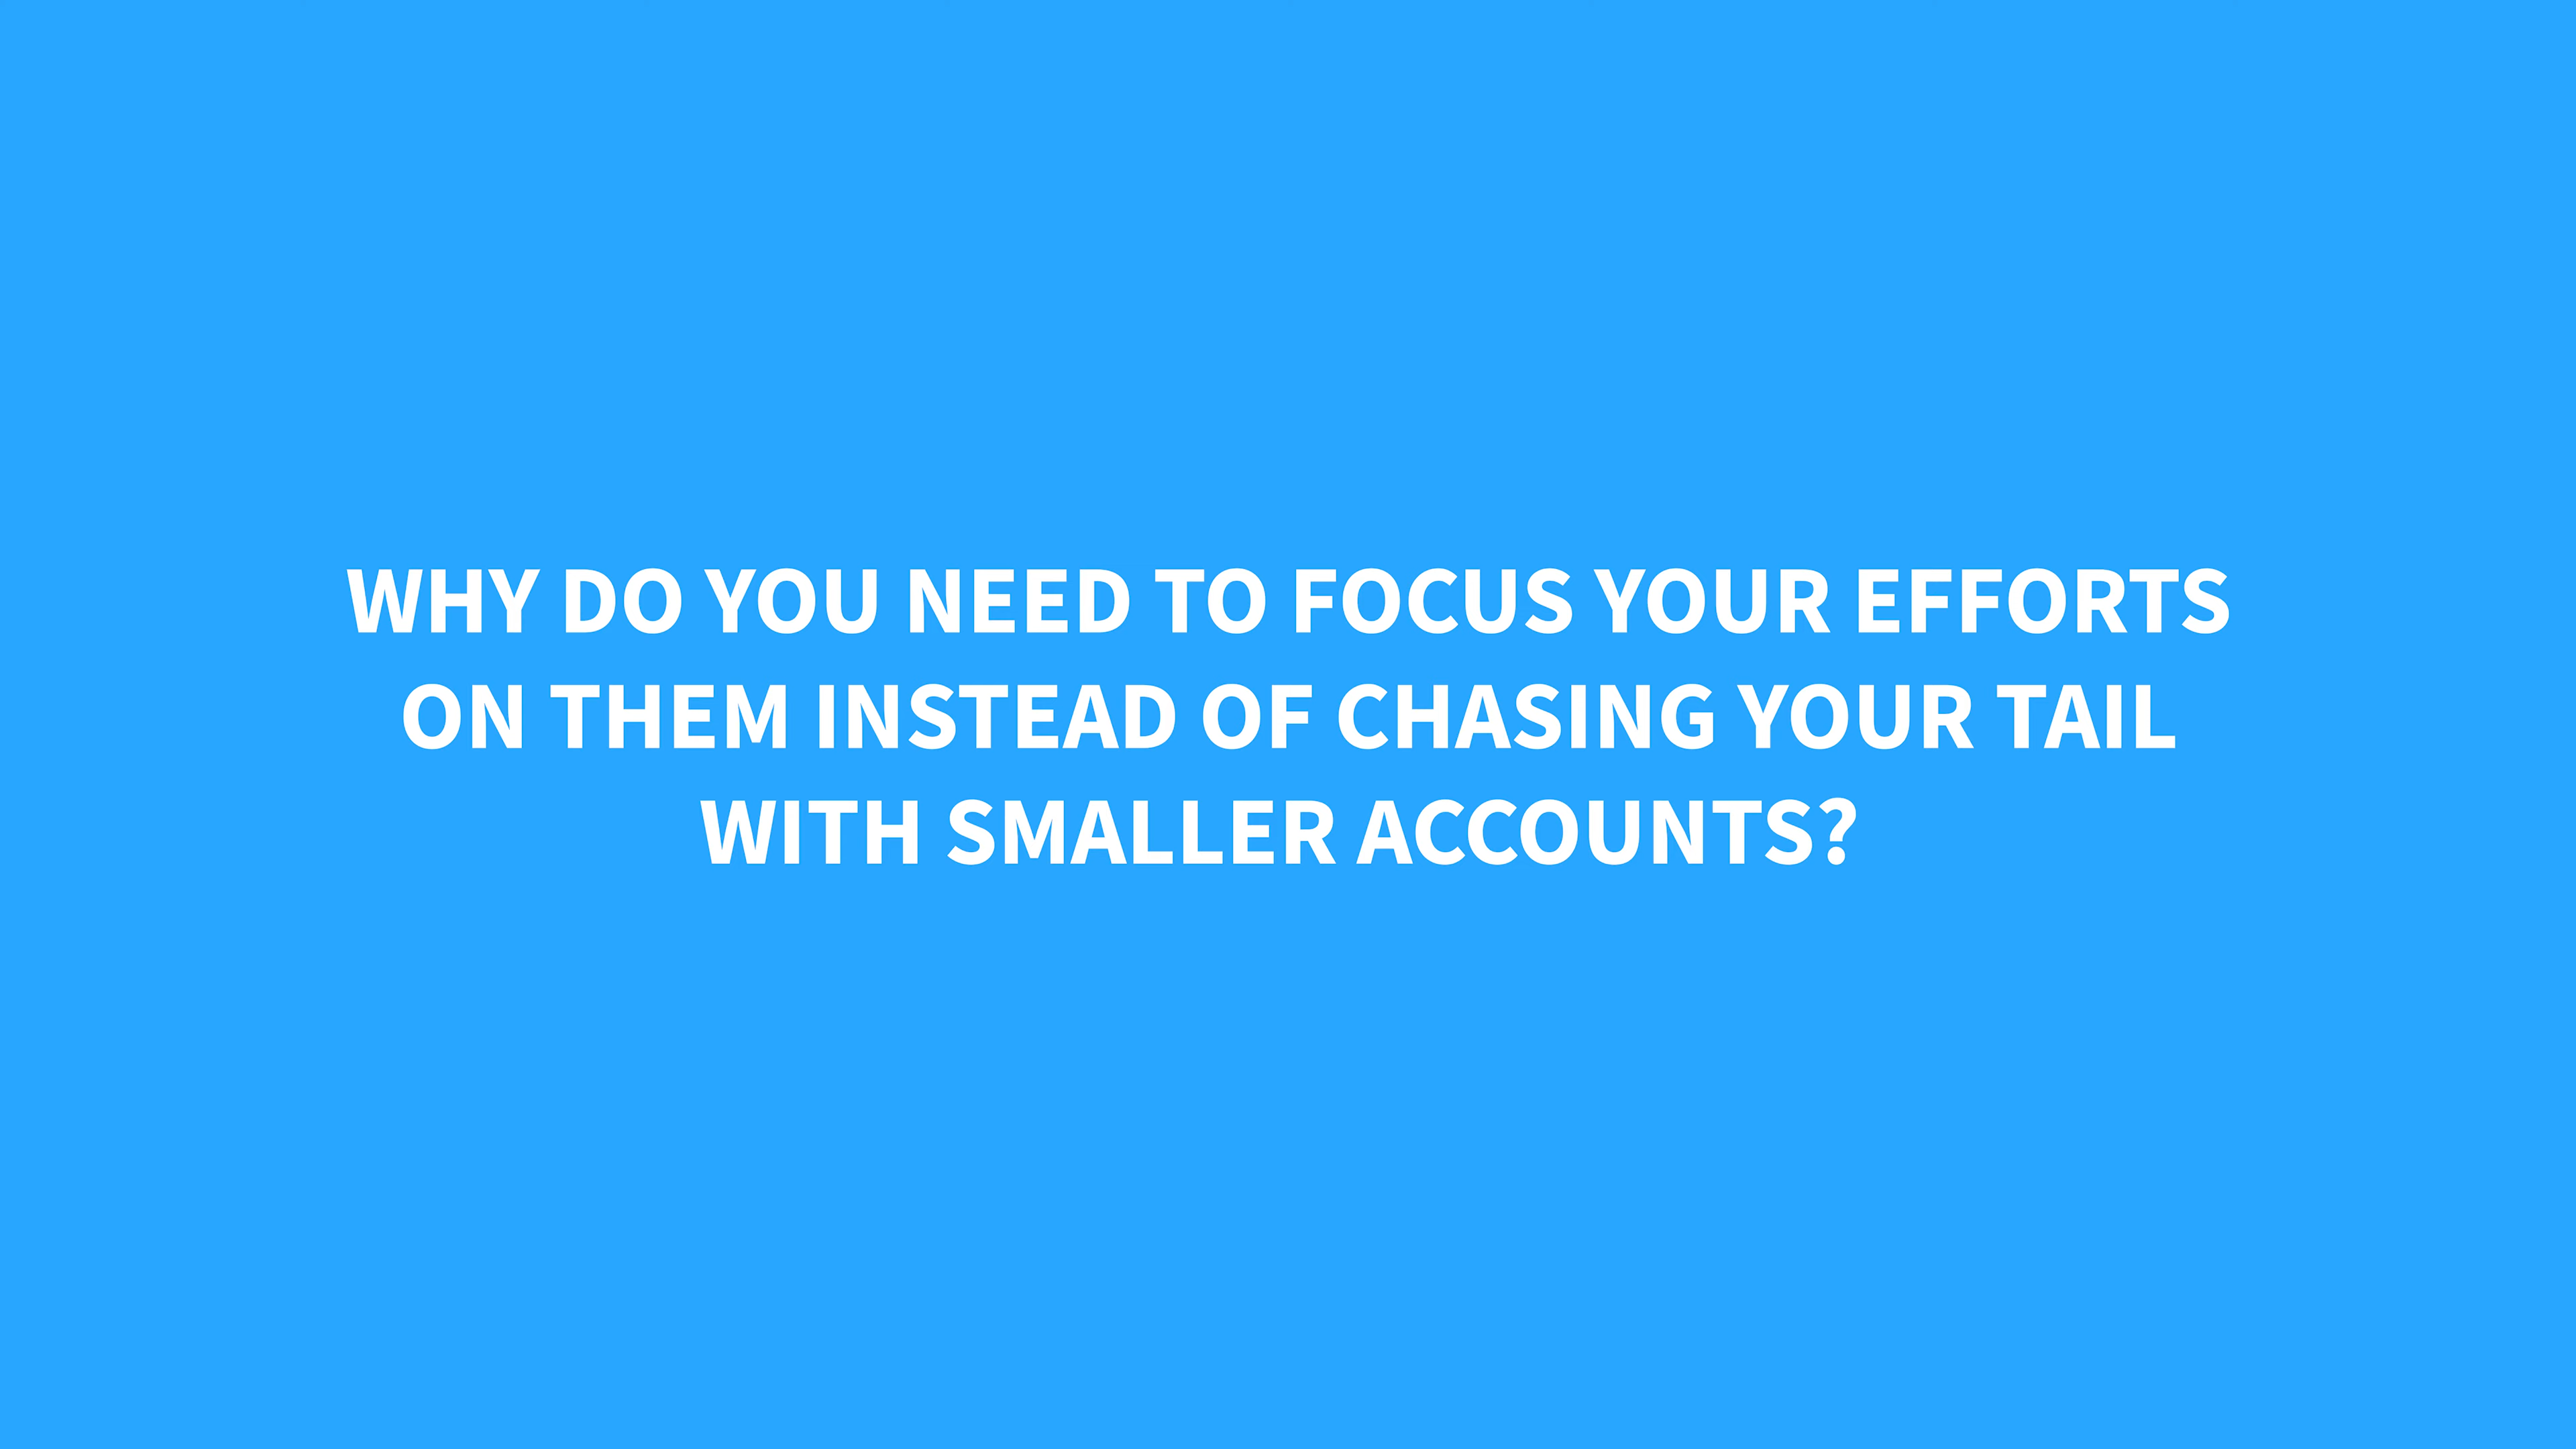 WHY DO YOU NEED TO FOCUS YOUR EFFORTS
ON THEM INSTEAD OF CHASING YOUR TAIL
WITH SMALLER ACCOUNTS?